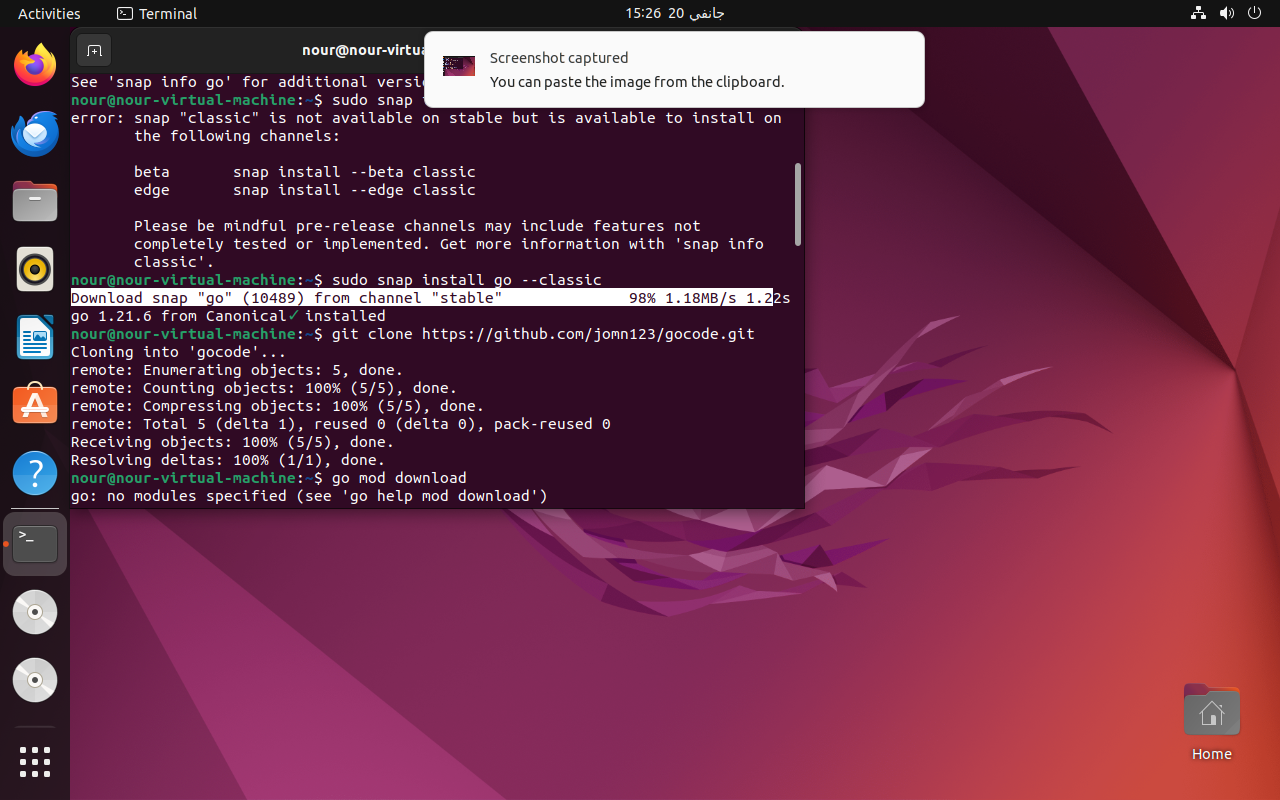 Activities
Terminal
15:26 20 جانفي
nour@nour-virtua
Screenshot captured
You can paste the image from the clipboard.
See 'snap info go' for additional versi
nour@nour-virtual-machine:~$ sudo snap
error: snap "classic" is not available on stable but is available to install on
the following channels:
beta snap install --beta classic
edge snap install --edge classic
Please be mindful pre-release channels may include features not
completely tested or implemented. Get more information with 'snap info
classic'.
nour@nour-virtual-machine:~$ sudo snap install go --classic
Download snap "go" (10489) from channel "stable" 98% 1.18MB/s 1.22s
go 1.21.6 from Canonical✓ installed
nour@nour-virtual-machine:~$ git clone https://github.com/jomn123/gocode.git
Cloning into 'gocode'...
remote: Enumerating objects: 5, done.
remote: Counting objects: 100% (5/5), done.
remote: Compressing objects: 100% (5/5), done.
remote: Total 5 (delta 1), reused 0 (delta 0), pack-reused 0
Receiving objects: 100% (5/5), done.
Resolving deltas: 100% (1/1), done.
nour@nour-virtual-machine:~$ go mod download
go: no modules specified (see 'go help mod download')
Home